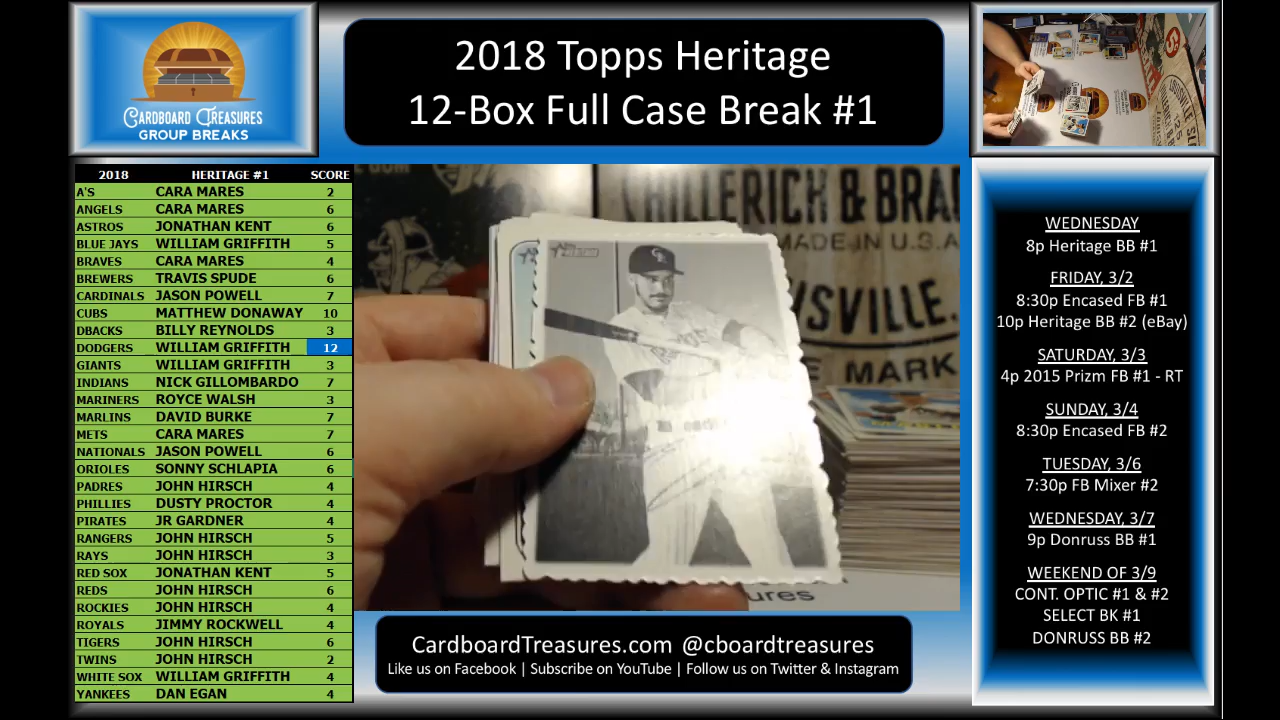 CARDBOARD TREASURES
GROUP BREAKS
2018 Topps Heritage
12-Box Full Case Break #1
2018 HERITAGE #1 SCORE
A'S CARA MARES 2
ANGELS CARA MARES 6
ASTROS JONATHAN KENT 6
BLUE JAYS WILLIAM GRIFFITH 5
BRAVES CARA MARES 4
BREWERS TRAVIS SPUDE 6
CARDINALS JASON POWELL 7
CUBS MATTHEW DONAWAY 10
DBACKS BILLY REYNOLDS 3
DODGERS WILLIAM GRIFFITH 12
GIANTS WILLIAM GRIFFITH 3
INDIANS NICK GILLOMBARDO 7
MARINERS ROYCE WALSH 3
MARLINS DAVID BURKE 7
METS CARA MARES 7
NATIONALS JASON POWELL 6
ORIOLES SONNY SCHLAPIA 6
PADRES JOHN HIRSCH 4
PHILLIES DUSTY PROCTOR 4
PIRATES JR GARDNER 4
RANGERS JOHN HIRSCH 5
RAYS JOHN HIRSCH 3
RED SOX JONATHAN KENT 5
REDS JOHN HIRSCH 6
ROCKIES JOHN HIRSCH 4
ROYALS JIMMY ROCKWELL 4
TIGERS JOHN HIRSCH 6
TWINS JOHN HIRSCH 2
WHITE SOX WILLIAM GRIFFITH 4
YANKEES DAN EGAN 4
HILLERICH & BRAD
MADE IN U.S.A
ISVILLE.
E MARK
Heritage
CR
ures
CardboardTreasures.com @cboardtreasures
Like us on Facebook | Subscribe on YouTube | Follow us on Twitter & Instagram
WEDNESDAY
8p Heritage BB #1
FRIDAY, 3/2
8:30p Encased FB #1
10p Heritage BB #2 (eBay)
SATURDAY, 3/3
4p 2015 Prizm FB #1 - RT
SUNDAY, 3/4
8:30p Encased FB #2
TUESDAY, 3/6
7:30p FB Mixer #2
WEDNESDAY, 3/7
9p Donruss BB #1
WEEKEND OF 3/9
CONT. OPTIC #1 & #2
SELECT BK #1
DONRUSS BB #2